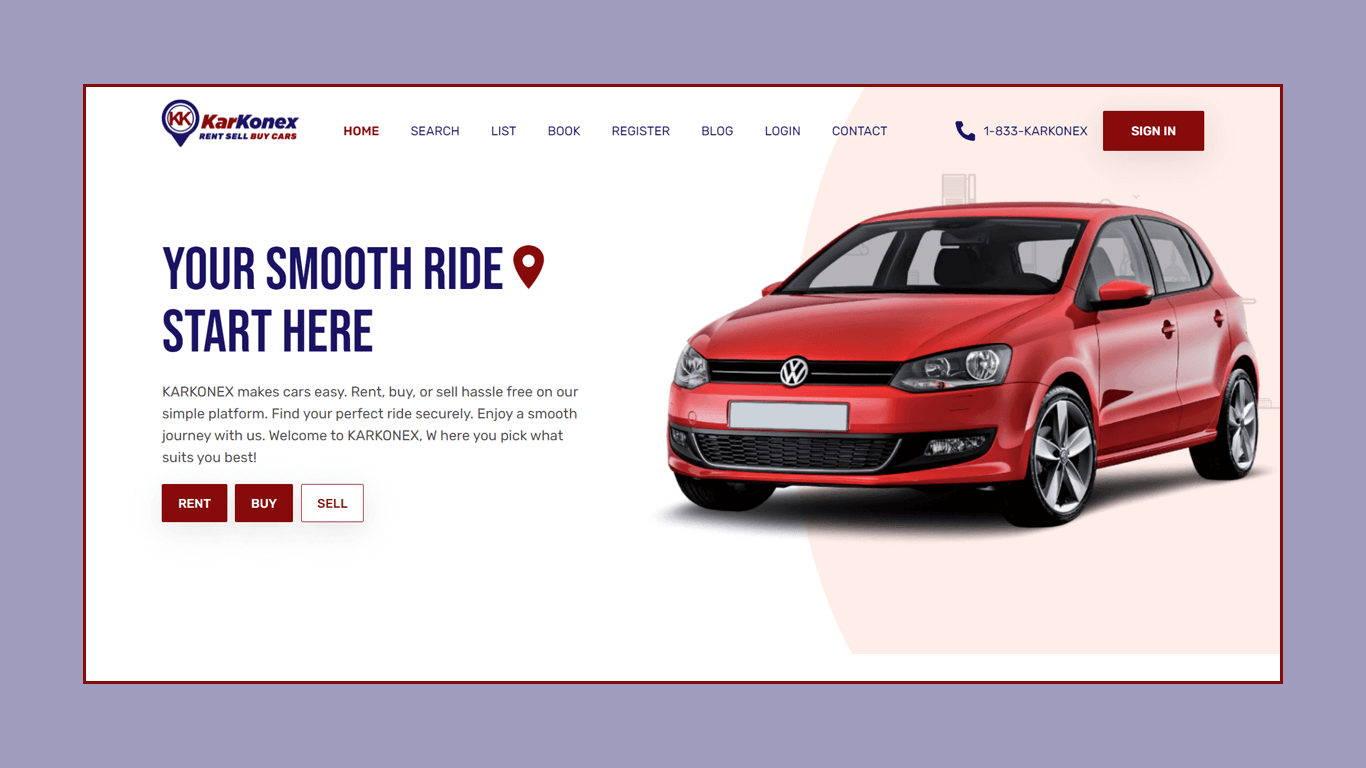 KK
KarKonex
RENT SELL BUY CARS
HOME SEARCH LIST BOOK REGISTER BLOG LOGIN CONTACT
1-833-KARKONEX
SIGN IN
YOUR SMOOTH RIDE
START HERE
KARKONEX makes cars easy. Rent, buy, or sell hassle free on our
simple platform. Find your perfect ride securely. Enjoy a smooth
journey with us. Welcome to KARKONEX, W here you pick what
suits you best!
RENT BUY SELL